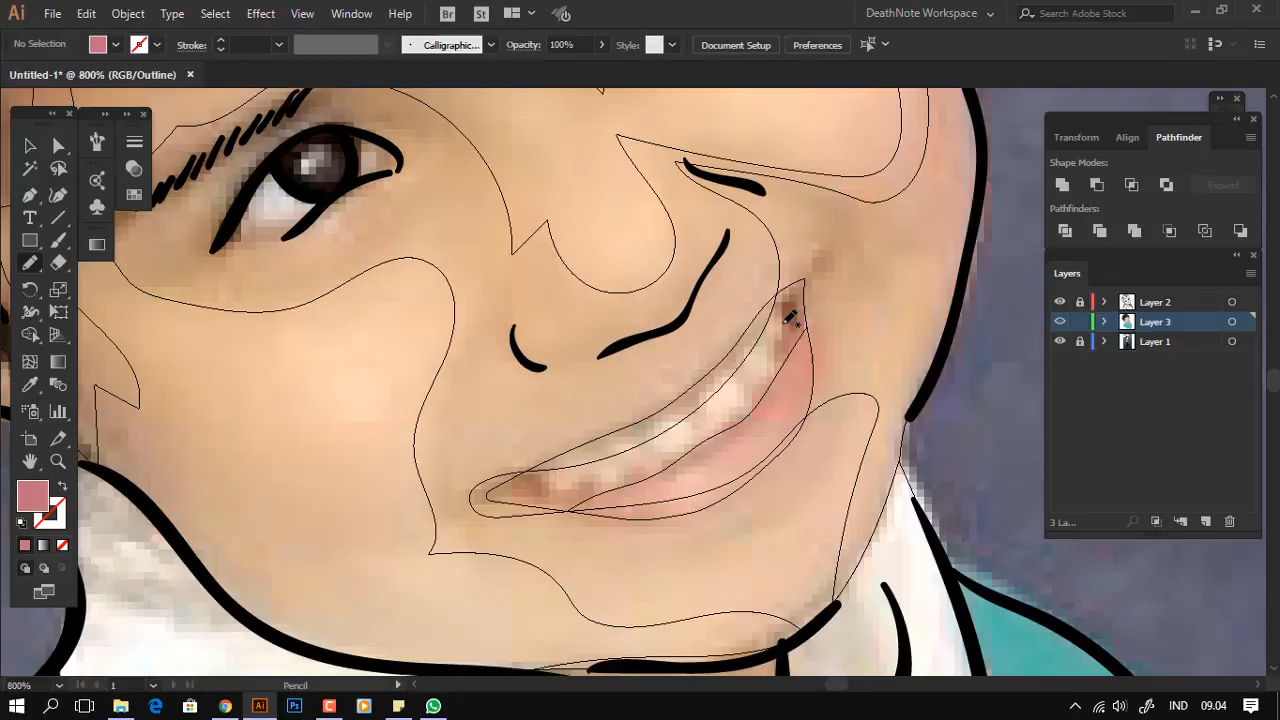 Ai File Edit Object Type Select Effect View Window Help Br St DeathNote Workspace Search Adobe Stock
No Selection Stroke: Calligraphic... Opacity: 100% Style: Document Setup Preferences
Untitled-1* @ 800% (RGB/Outline) ×
Transform Align Pathfinder
Shape Modes:
Expand
Pathfinders:
Layers
Layer 2
Layer 3
Layer 1
3 La...
800% 1 Pencil
Ai Ps C IND 09.04